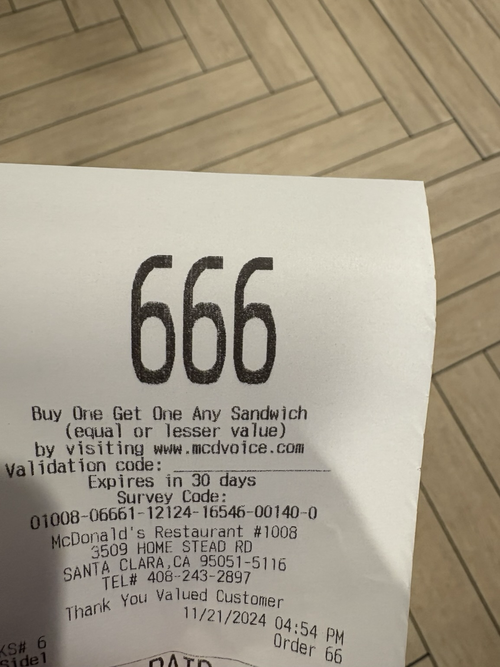 666
Buy One Get One Any Sandwich
(equal or lesser value)
by visiting www.mcdvoice.com
Validation code:
Expires in 30 days
Survey Code:
01008-06661-12124-16546-00140-0
McDonald's Restaurant #1008
3509 HOME STEAD RD
SANTA CLARA,CA 95051-5116
TEL# 408-243-2897
Thank You Valued Customer
11/21/2024 04:54 PM
KS# 6
Order 66
Side1
PAID